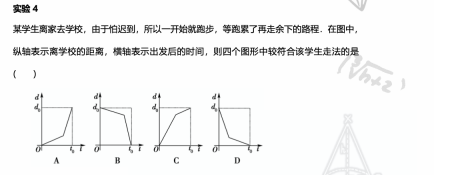 实验 4
某学生离家去学校，由于怕迟到，所以一开始就跑步，等跑累了再走余下的路程．在图中，
纵轴表示离学校的距离，横轴表示出发后的时间，则四个图形中较符合该学生走法的是
(　　)
d d d d
d₀ d₀ d₀ d₀
O t₀ t O t₀ t O t₀ t O t₀ t
A B C D